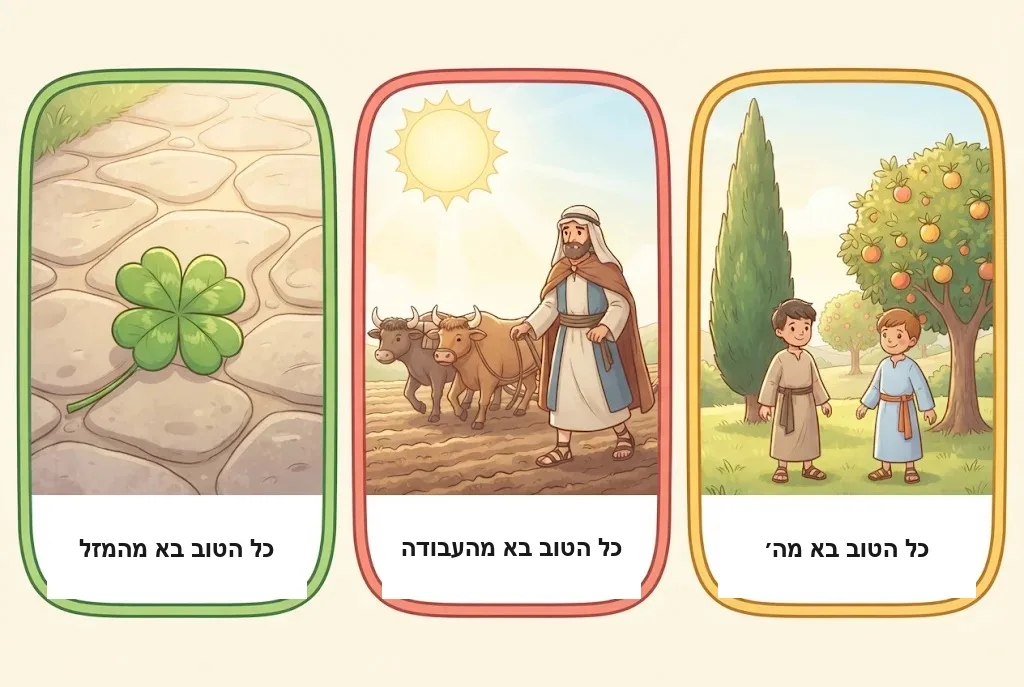 כל הטוב בא מה׳
כל הטוב בא מהעבודה
כל הטוב בא מהמזל